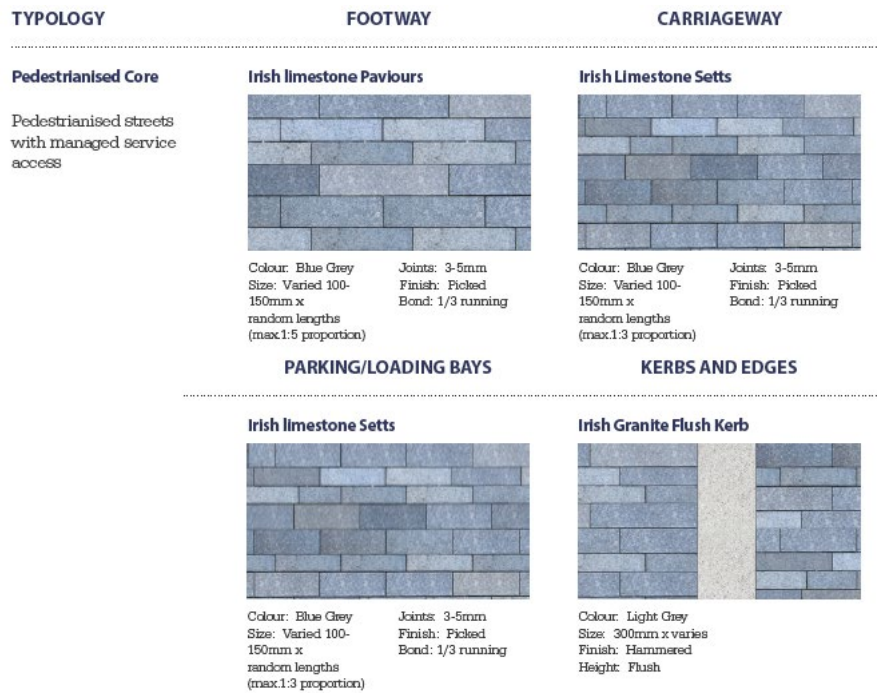 TYPOLOGY
FOOTWAY
CARRIAGEWAY
Pedestrianised Core
Pedestrianised streets
with managed service
access
Irish limestone Paviours
Colour: Blue Grey
Size: Varied 100-
150mm x
random lengths
(max.1:5 proportion)
Joints: 3-5mm
Finish: Picked
Bond: 1/3 running
Irish Limestone Setts
Colour: Blue Grey
Size: Varied 100-
150mm x
random lengths
(max.1:3 proportion)
Joints: 3-5mm
Finish: Picked
Bond: 1/3 running
PARKING/LOADING BAYS
KERBS AND EDGES
Irish limestone Setts
Colour: Blue Grey
Size: Varied 100-
150mm x
random lengths
(max.1:3 proportion)
Joints: 3-5mm
Finish: Picked
Bond: 1/3 running
Irish Granite Flush Kerb
Colour: Light Grey
Size: 300mm x varies
Finish: Hammered
Height: Flush